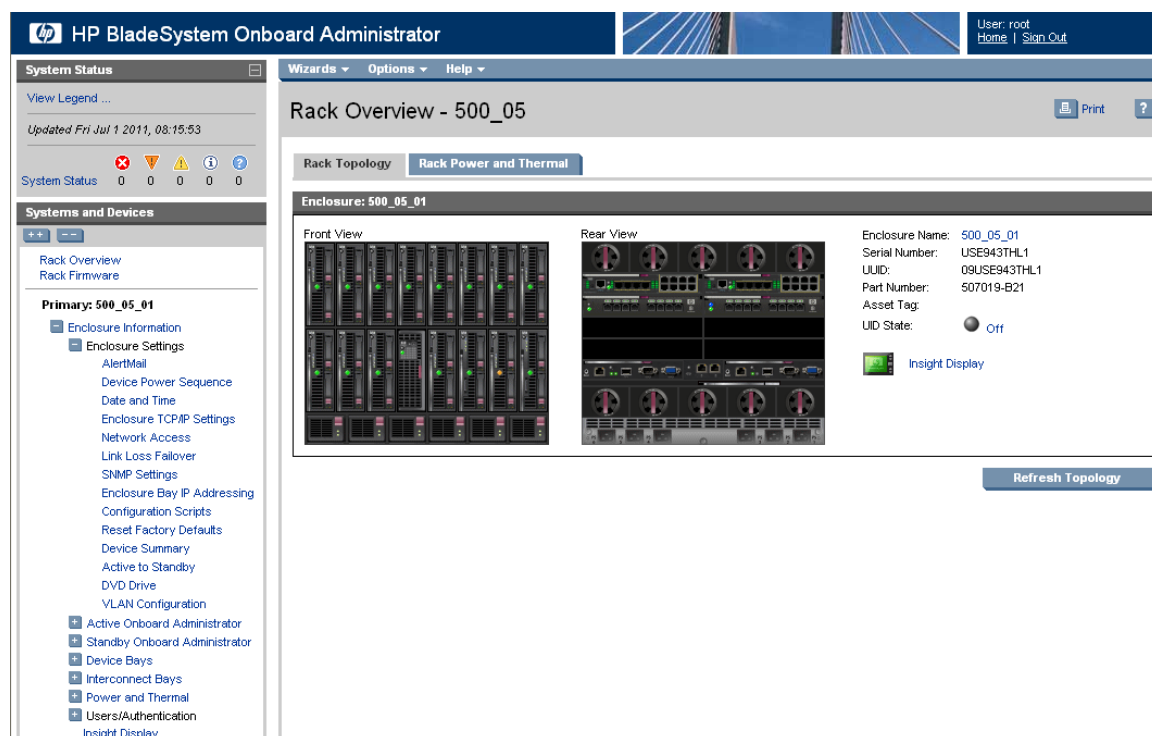 hp HP BladeSystem Onboard Administrator
User: root
Home | Sign Out
System Status
View Legend ...
Updated Fri Jul 1 2011, 08:15:53
System Status 0 0 0 0 0
Systems and Devices
++ --
Rack Overview
Rack Firmware
Primary: 500_05_01
Enclosure Information
Enclosure Settings
AlertMail
Device Power Sequence
Date and Time
Enclosure TCP/IP Settings
Network Access
Link Loss Failover
SNMP Settings
Enclosure Bay IP Addressing
Configuration Scripts
Reset Factory Defaults
Device Summary
Active to Standby
DVD Drive
VLAN Configuration
Active Onboard Administrator
Standby Onboard Administrator
Device Bays
Interconnect Bays
Power and Thermal
Users/Authentication
Insight Display
Wizards Options Help
Rack Overview - 500_05
Print ?
Rack Topology Rack Power and Thermal
Enclosure: 500_05_01
Front View
Rear View
Enclosure Name: 500_05_01
Serial Number: USE943THL1
UUID: 09USE943THL1
Part Number: 507019-B21
Asset Tag:
UID State: Off
Insight Display
Refresh Topology